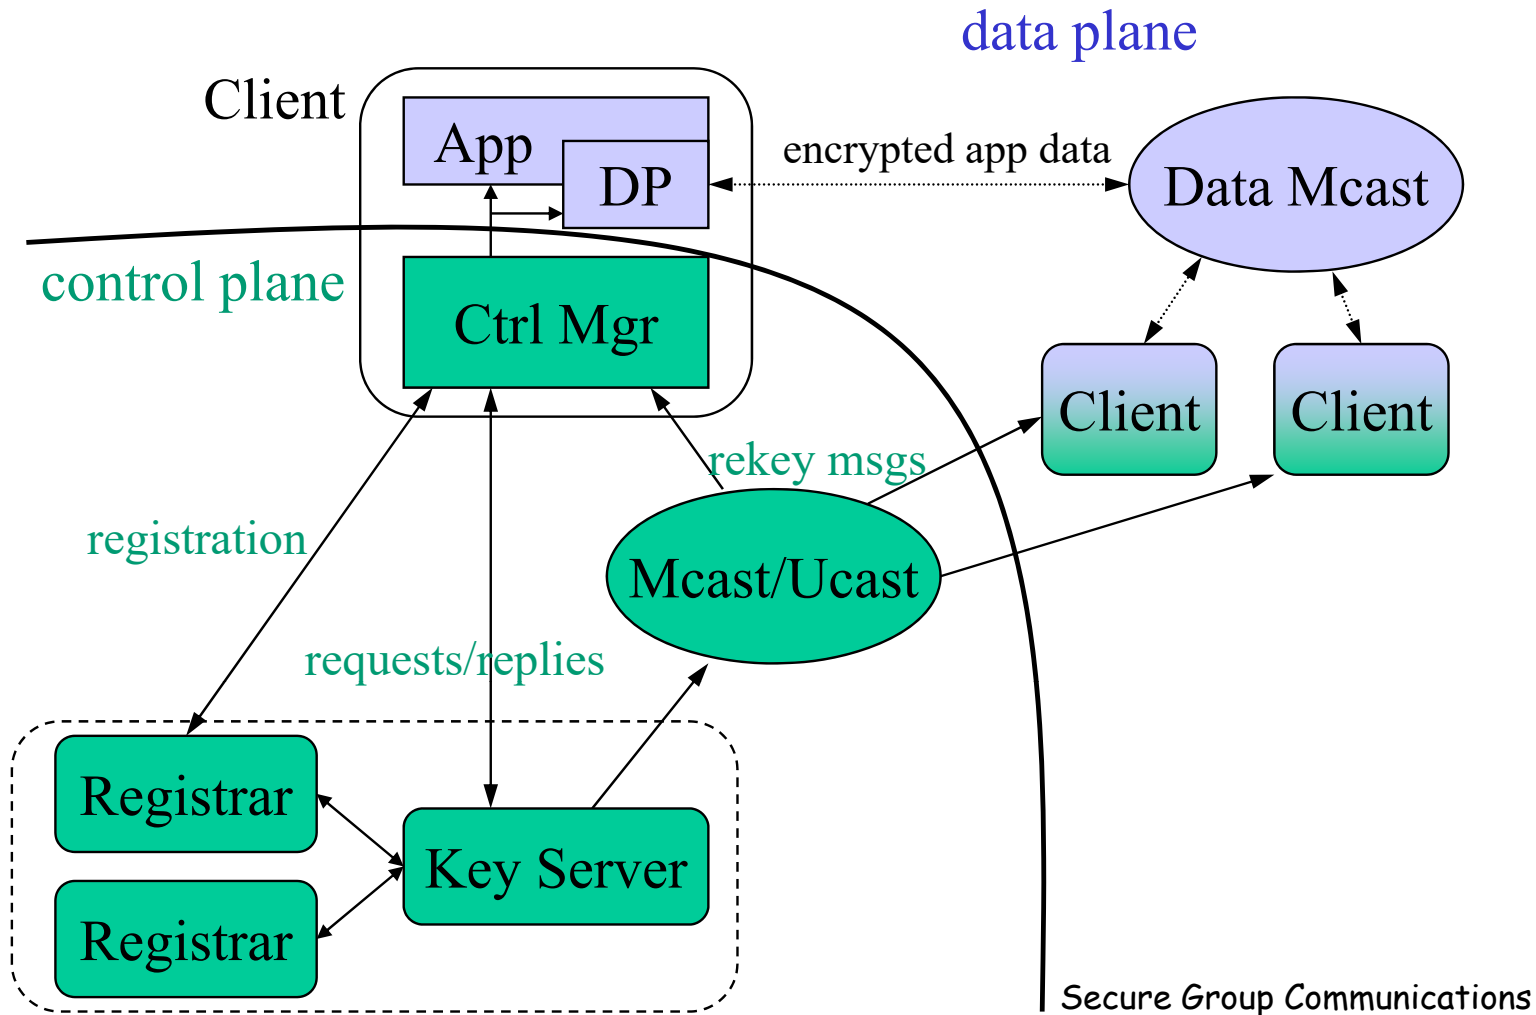 data plane
Client
App
DP
encrypted app data
Data Mcast
control plane
Ctrl Mgr
Client
Client
rekey msgs
registration
Mcast/Ucast
requests/replies
Registrar
Key Server
Registrar
Secure Group Communications